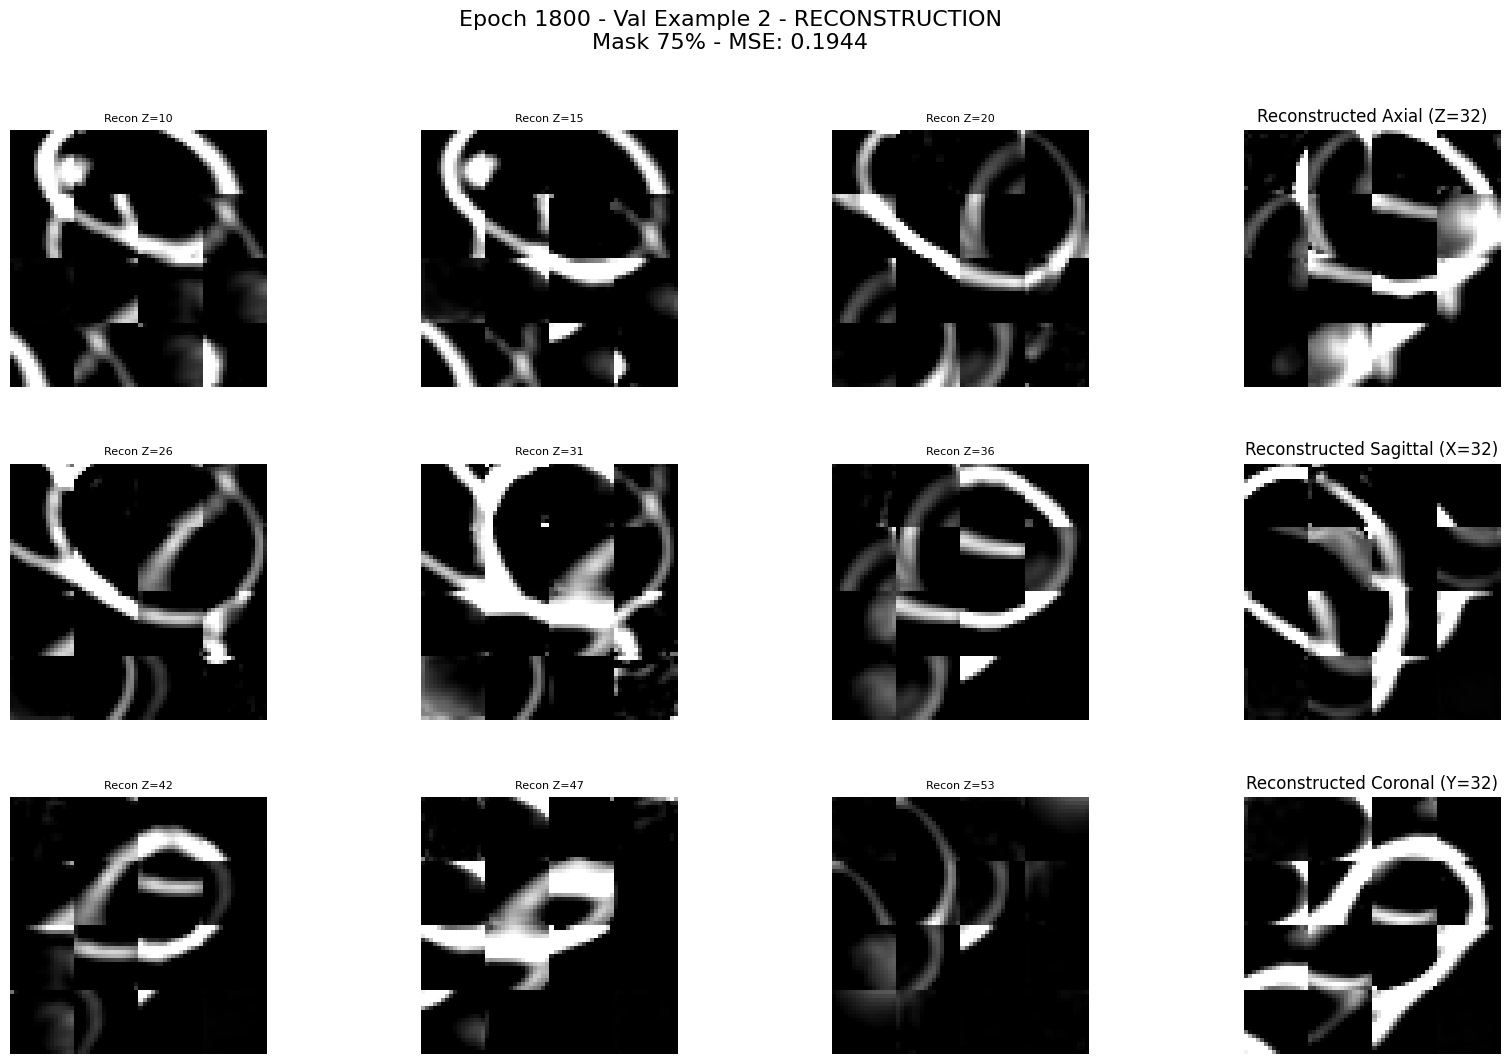 Epoch 1800 - Val Example 2 - RECONSTRUCTION
Mask 75% - MSE: 0.1944
Recon Z=10
Recon Z=15
Recon Z=20
Reconstructed Axial (Z=32)
Recon Z=26
Recon Z=31
Recon Z=36
Reconstructed Sagittal (X=32)
Recon Z=42
Recon Z=47
Recon Z=53
Reconstructed Coronal (Y=32)